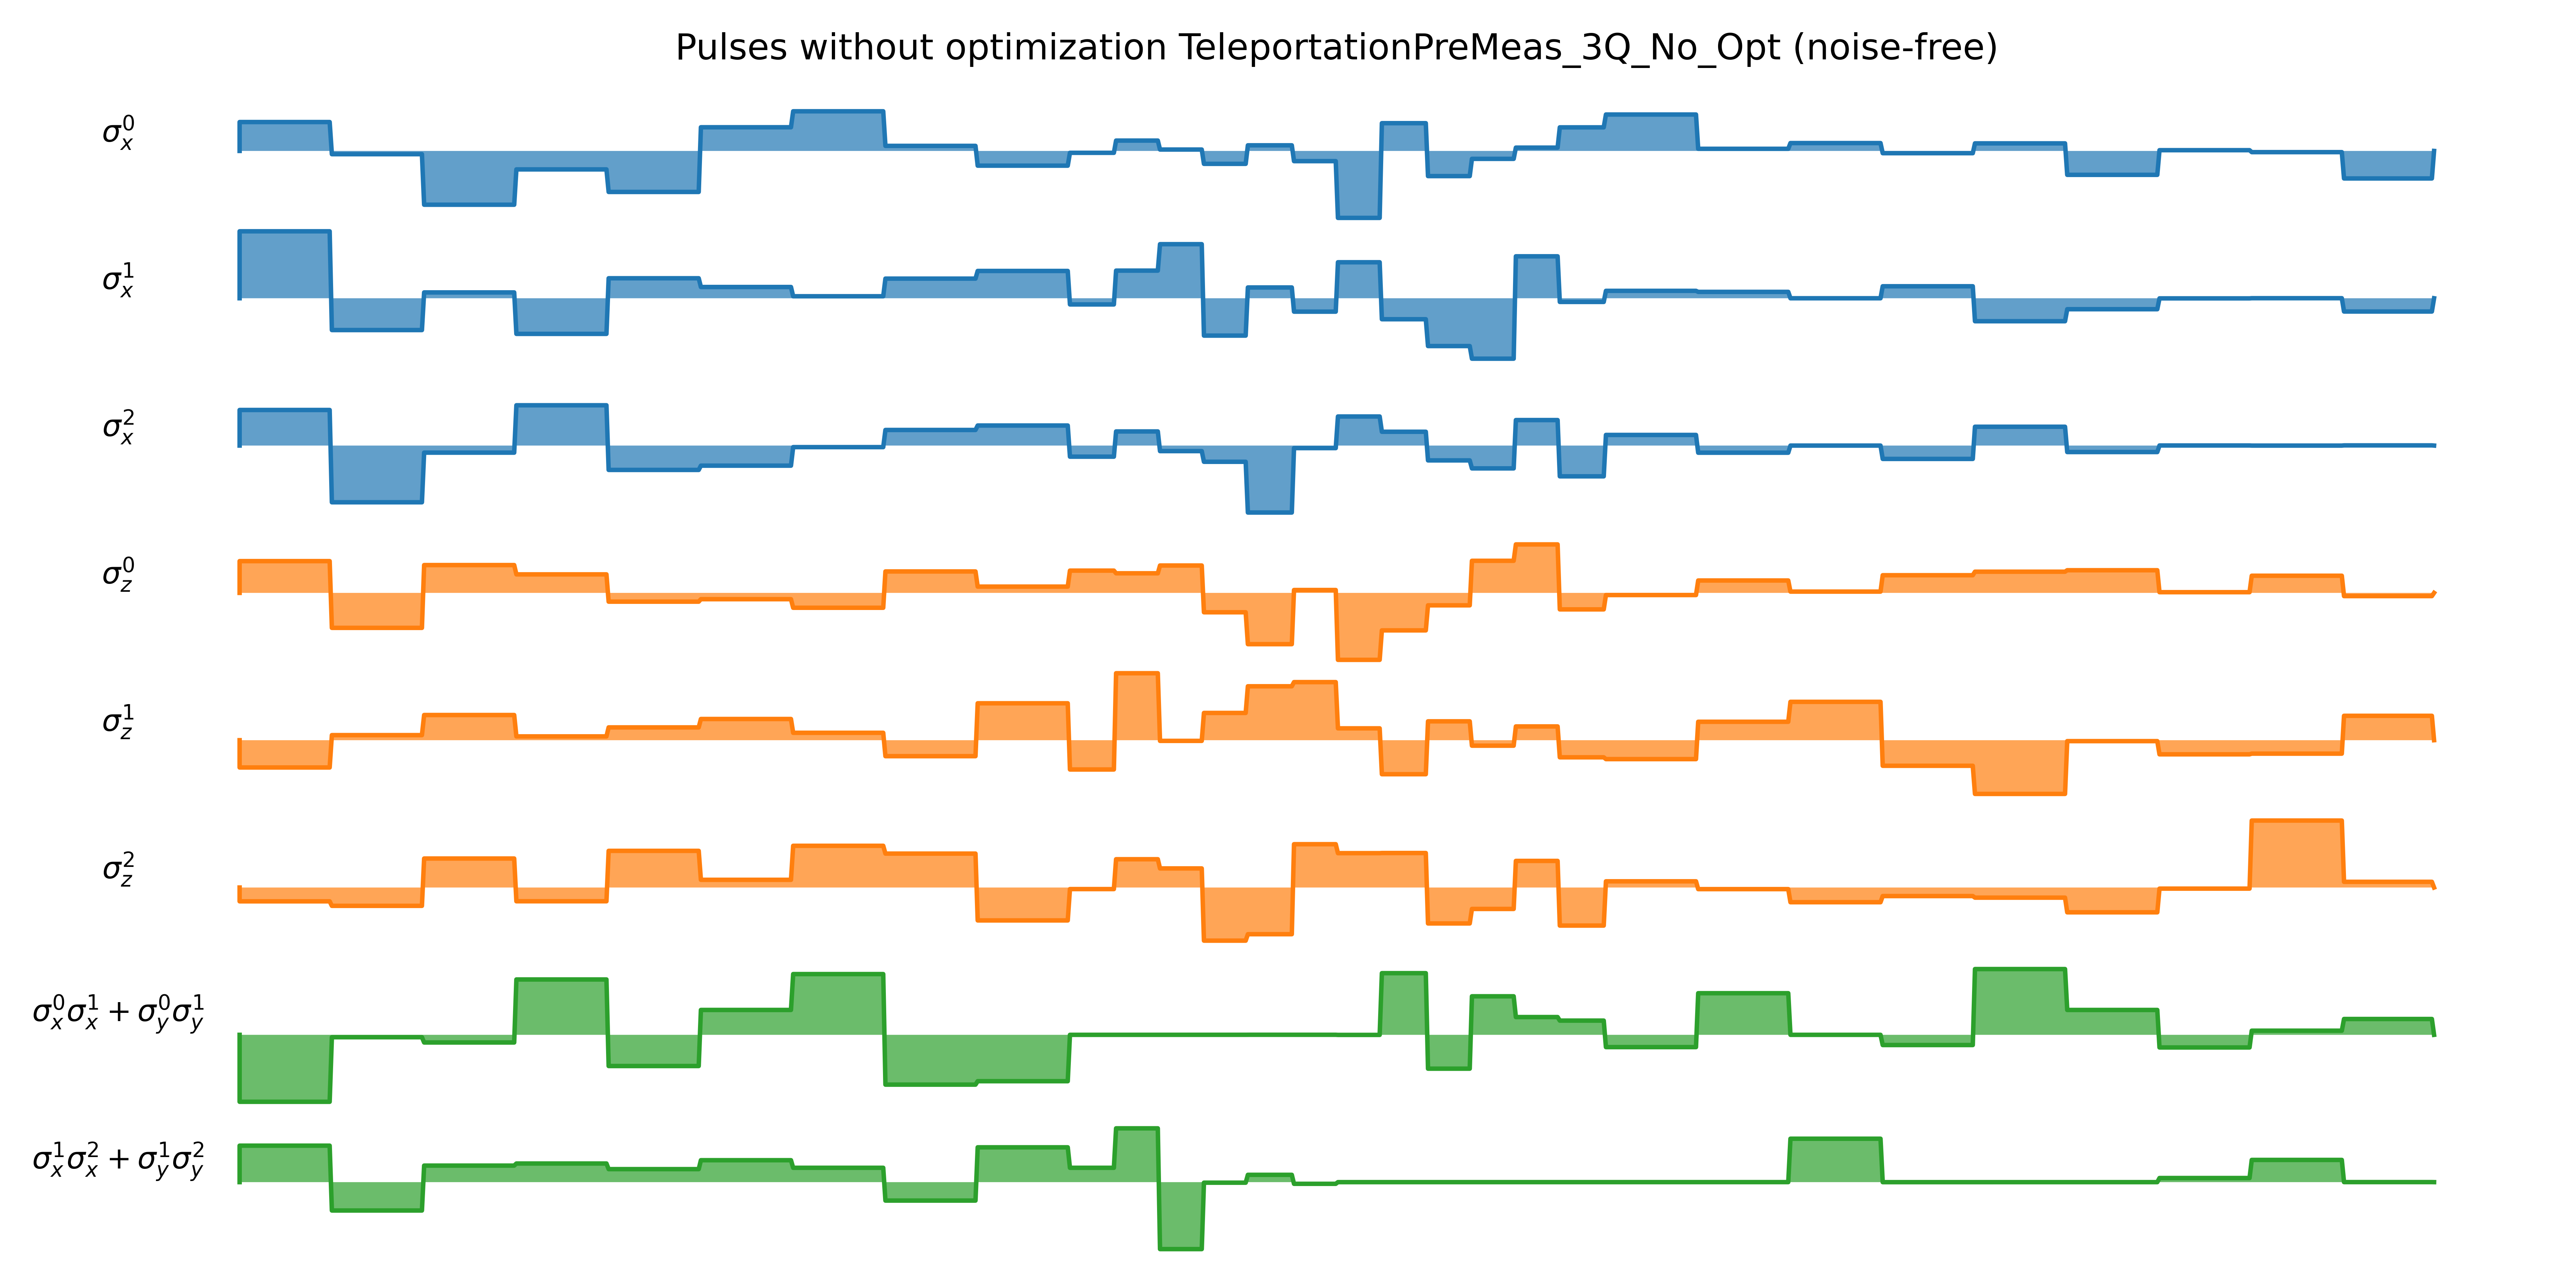 Pulses without optimization TeleportationPreMeas_3Q_No_Opt (noise-free)
σ_x^0
σ_x^1
σ_x^2
σ_z^0
σ_z^1
σ_z^2
σ_x^0σ_x^1 + σ_y^0σ_y^1
σ_x^1σ_x^2 + σ_y^1σ_y^2